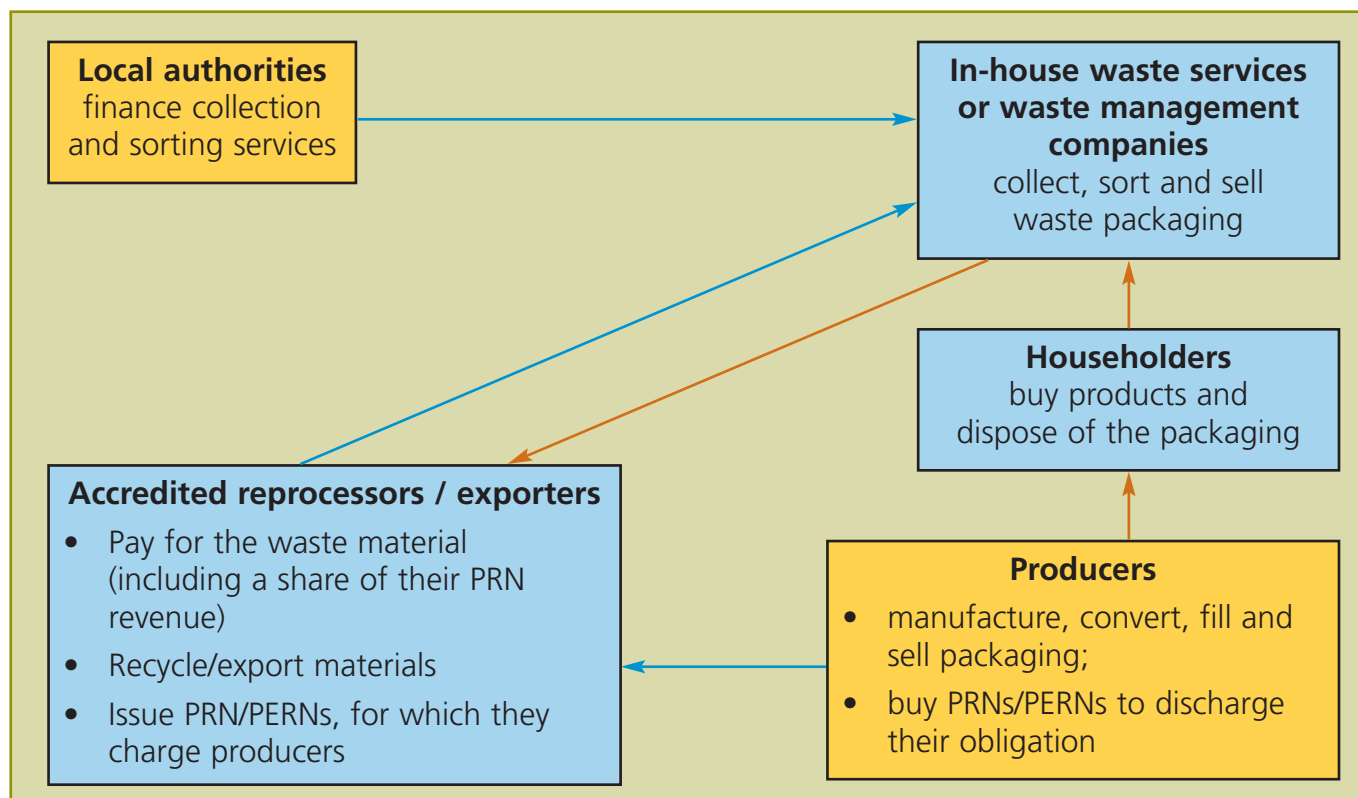 Local authorities
finance collection
and sorting services
In-house waste services
or waste management
companies
collect, sort and sell
waste packaging
Householders
buy products and
dispose of the packaging
Accredited reprocessors / exporters
• Pay for the waste material
(including a share of their PRN
revenue)
• Recycle/export materials
• Issue PRN/PERNs, for which they
charge producers
Producers
• manufacture, convert, fill and
sell packaging;
• buy PRNs/PERNs to discharge
their obligation